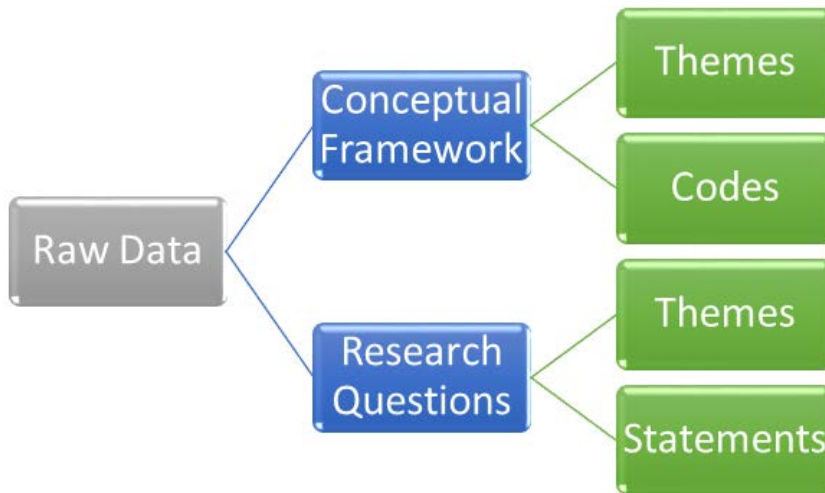 Raw Data
Conceptual
Framework
Themes
Codes
Research
Questions
Themes
Statements